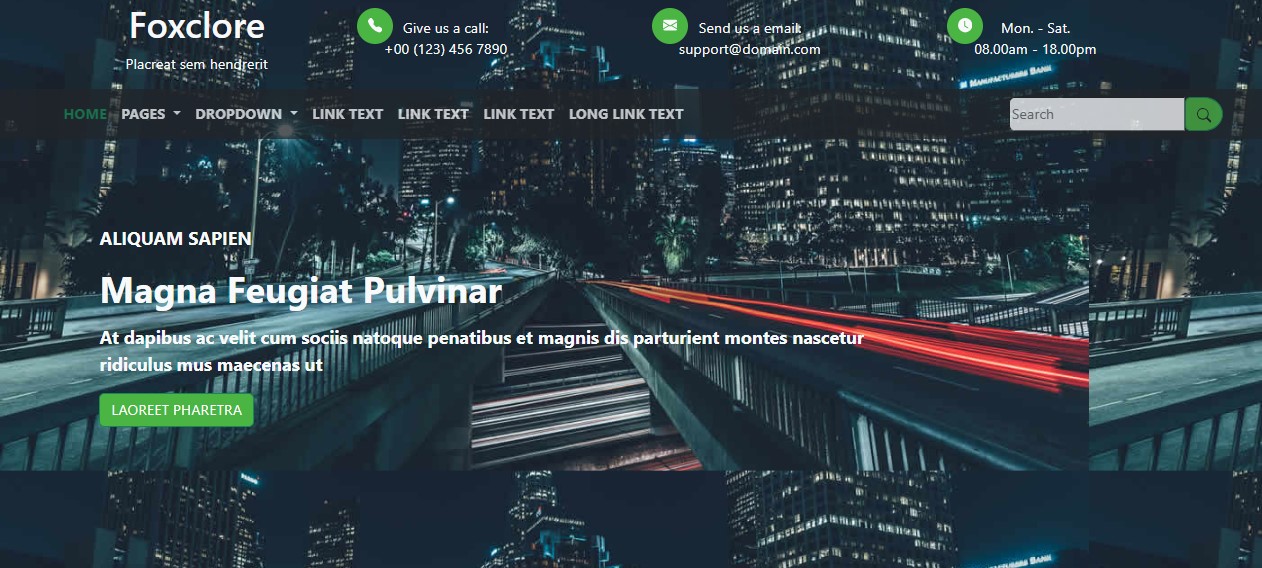 Foxclore
Placreat sem hendrerit
Give us a call:
+00 (123) 456 7890
Send us a email:
support@domain.com
Mon. - Sat.
08.00am - 18.00pm
HOME PAGES DROPDOWN LINK TEXT LINK TEXT LINK TEXT LONG LINK TEXT
Search
ALIQUAM SAPIEN
Magna Feugiat Pulvinar
At dapibus ac velit cum sociis natoque penatibus et magnis dis parturient montes nascetur
ridiculus mus maecenas ut
LAOREET PHARETRA